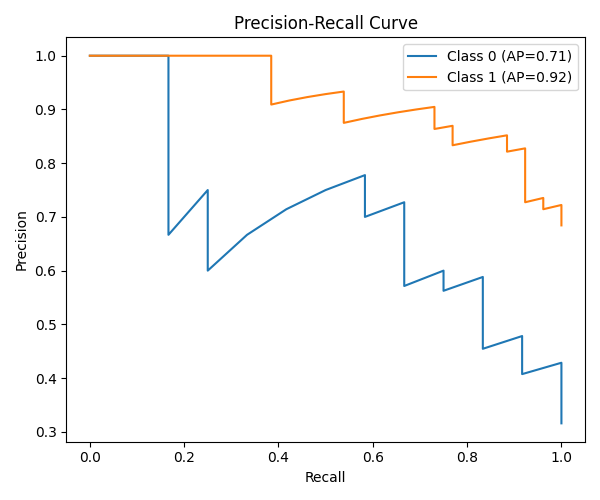 Precision-Recall Curve
Class 0 (AP=0.71)
Class 1 (AP=0.92)
Precision
1.0
0.9
0.8
0.7
0.6
0.5
0.4
0.3
0.0 0.2 0.4 0.6 0.8 1.0
Recall